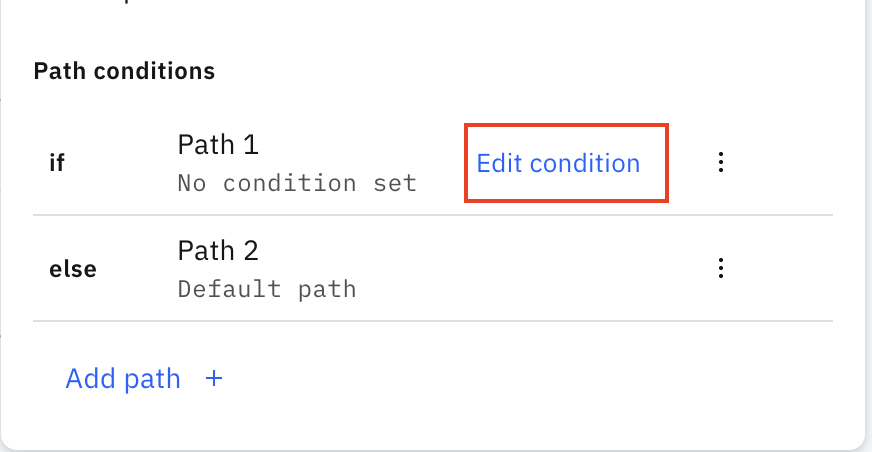 Path conditions
if
Path 1
No condition set
Edit condition
else
Path 2
Default path
Add path +